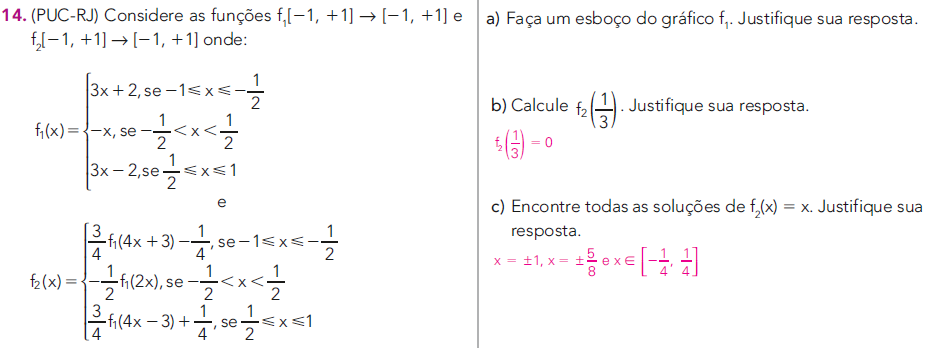 14. (PUC-RJ) Considere as funções f₁[−1, +1] → [−1, +1] e
f₂[−1, +1] → [−1, +1] onde:
f₁(x) = {
3x + 2, se −1 ⩽ x ⩽ −1/2
−x, se −1/2 < x < 1/2
3x − 2, se 1/2 ⩽ x ⩽ 1
e
f₂(x) = {
3/4 f₁(4x + 3) − 1/4, se −1 ⩽ x ⩽ −1/2
−1/2 f₁(2x), se −1/2 < x < 1/2
3/4 f₁(4x − 3) + 1/4, se 1/2 ⩽ x ⩽ 1
a) Faça um esboço do gráfico f₁. Justifique sua resposta.
b) Calcule f₂(1/3). Justifique sua resposta.
f₂(1/3) = 0
c) Encontre todas as soluções de f₂(x) = x. Justifique sua
resposta.
x = ±1, x = ±5/8 e x ∈ [−1/4, 1/4]